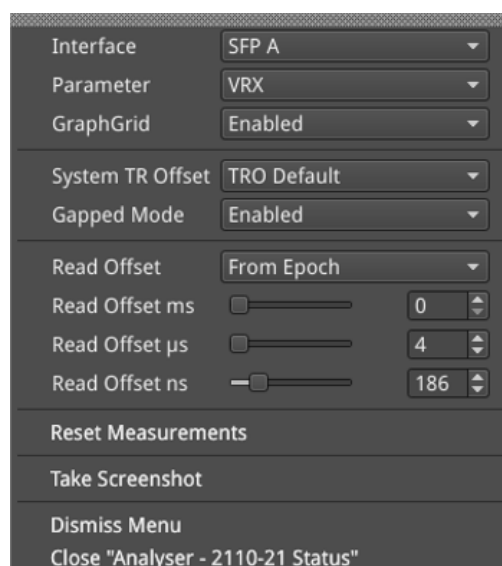 Interface SFP A
Parameter VRX
GraphGrid Enabled
System TR Offset TRO Default
Gapped Mode Enabled
Read Offset From Epoch
Read Offset ms 0
Read Offset µs 4
Read Offset ns 186
Reset Measurements
Take Screenshot
Dismiss Menu
Close "Analyser - 2110-21 Status"